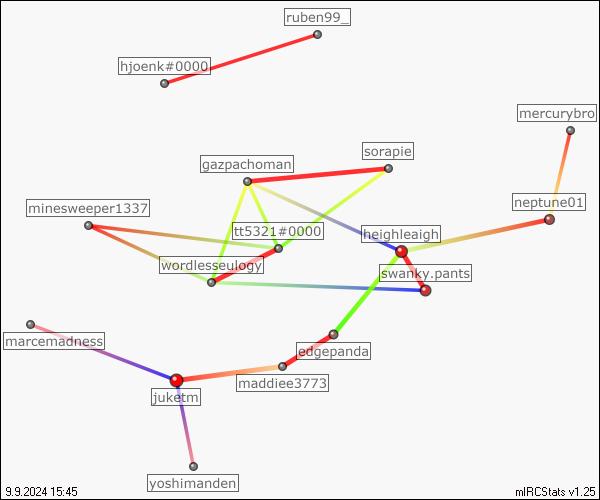 ruben99_
hjoenk#0000
mercurybro
sorapie
gazpachoman
neptune01
minesweeper1337
tt5321#0000
heighleaigh
wordlesseulogy
swanky.pants
marcemadness
edgepanda
maddiee3773
juketm
yoshimanden
9.9.2024 15:45
mIRCStats v1.25